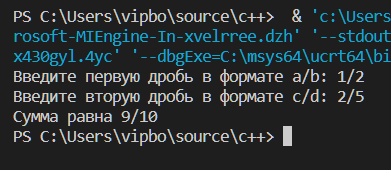 PS C:\Users\vipbo\source\c++>  & 'c:\Users
rosoft-MIEngine-In-xvelrree.dzh' '--stdout
x430gyl.4yc' '--dbgExe=C:\msys64\ucrt64\bi
Введите первую дробь в формате a/b: 1/2
Введите вторую дробь в формате c/d: 2/5
Сумма равна 9/10
PS C:\Users\vipbo\source\c++>